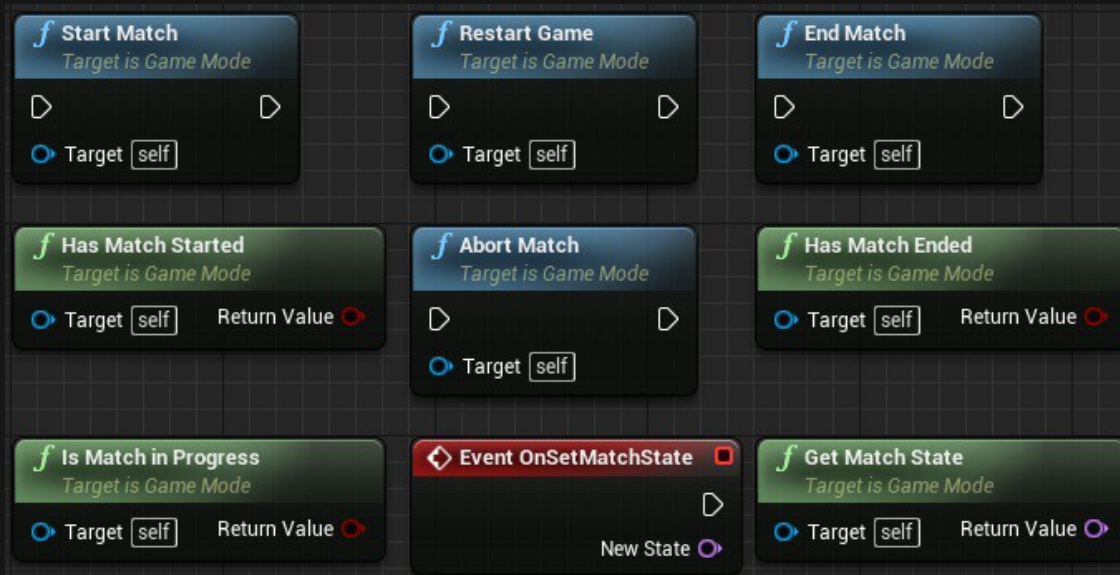 Start Match
Target is Game Mode
Target self
Restart Game
Target is Game Mode
Target self
End Match
Target is Game Mode
Target self
Has Match Started
Target is Game Mode
Target self Return Value
Abort Match
Target is Game Mode
Target self
Has Match Ended
Target is Game Mode
Target self Return Value
Is Match in Progress
Target is Game Mode
Target self Return Value
Event OnSetMatchState
New State
Get Match State
Target is Game Mode
Target self Return Value